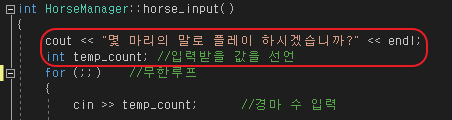 int HorseManager::horse_input()
{
cout << "몇 마리의 말로 플레이 하시겠습니까?" << endl;
int temp_count; //입력받을 값을 선언
for (;;) //무한루프
{
cin >> temp_count; //경마 수 입력